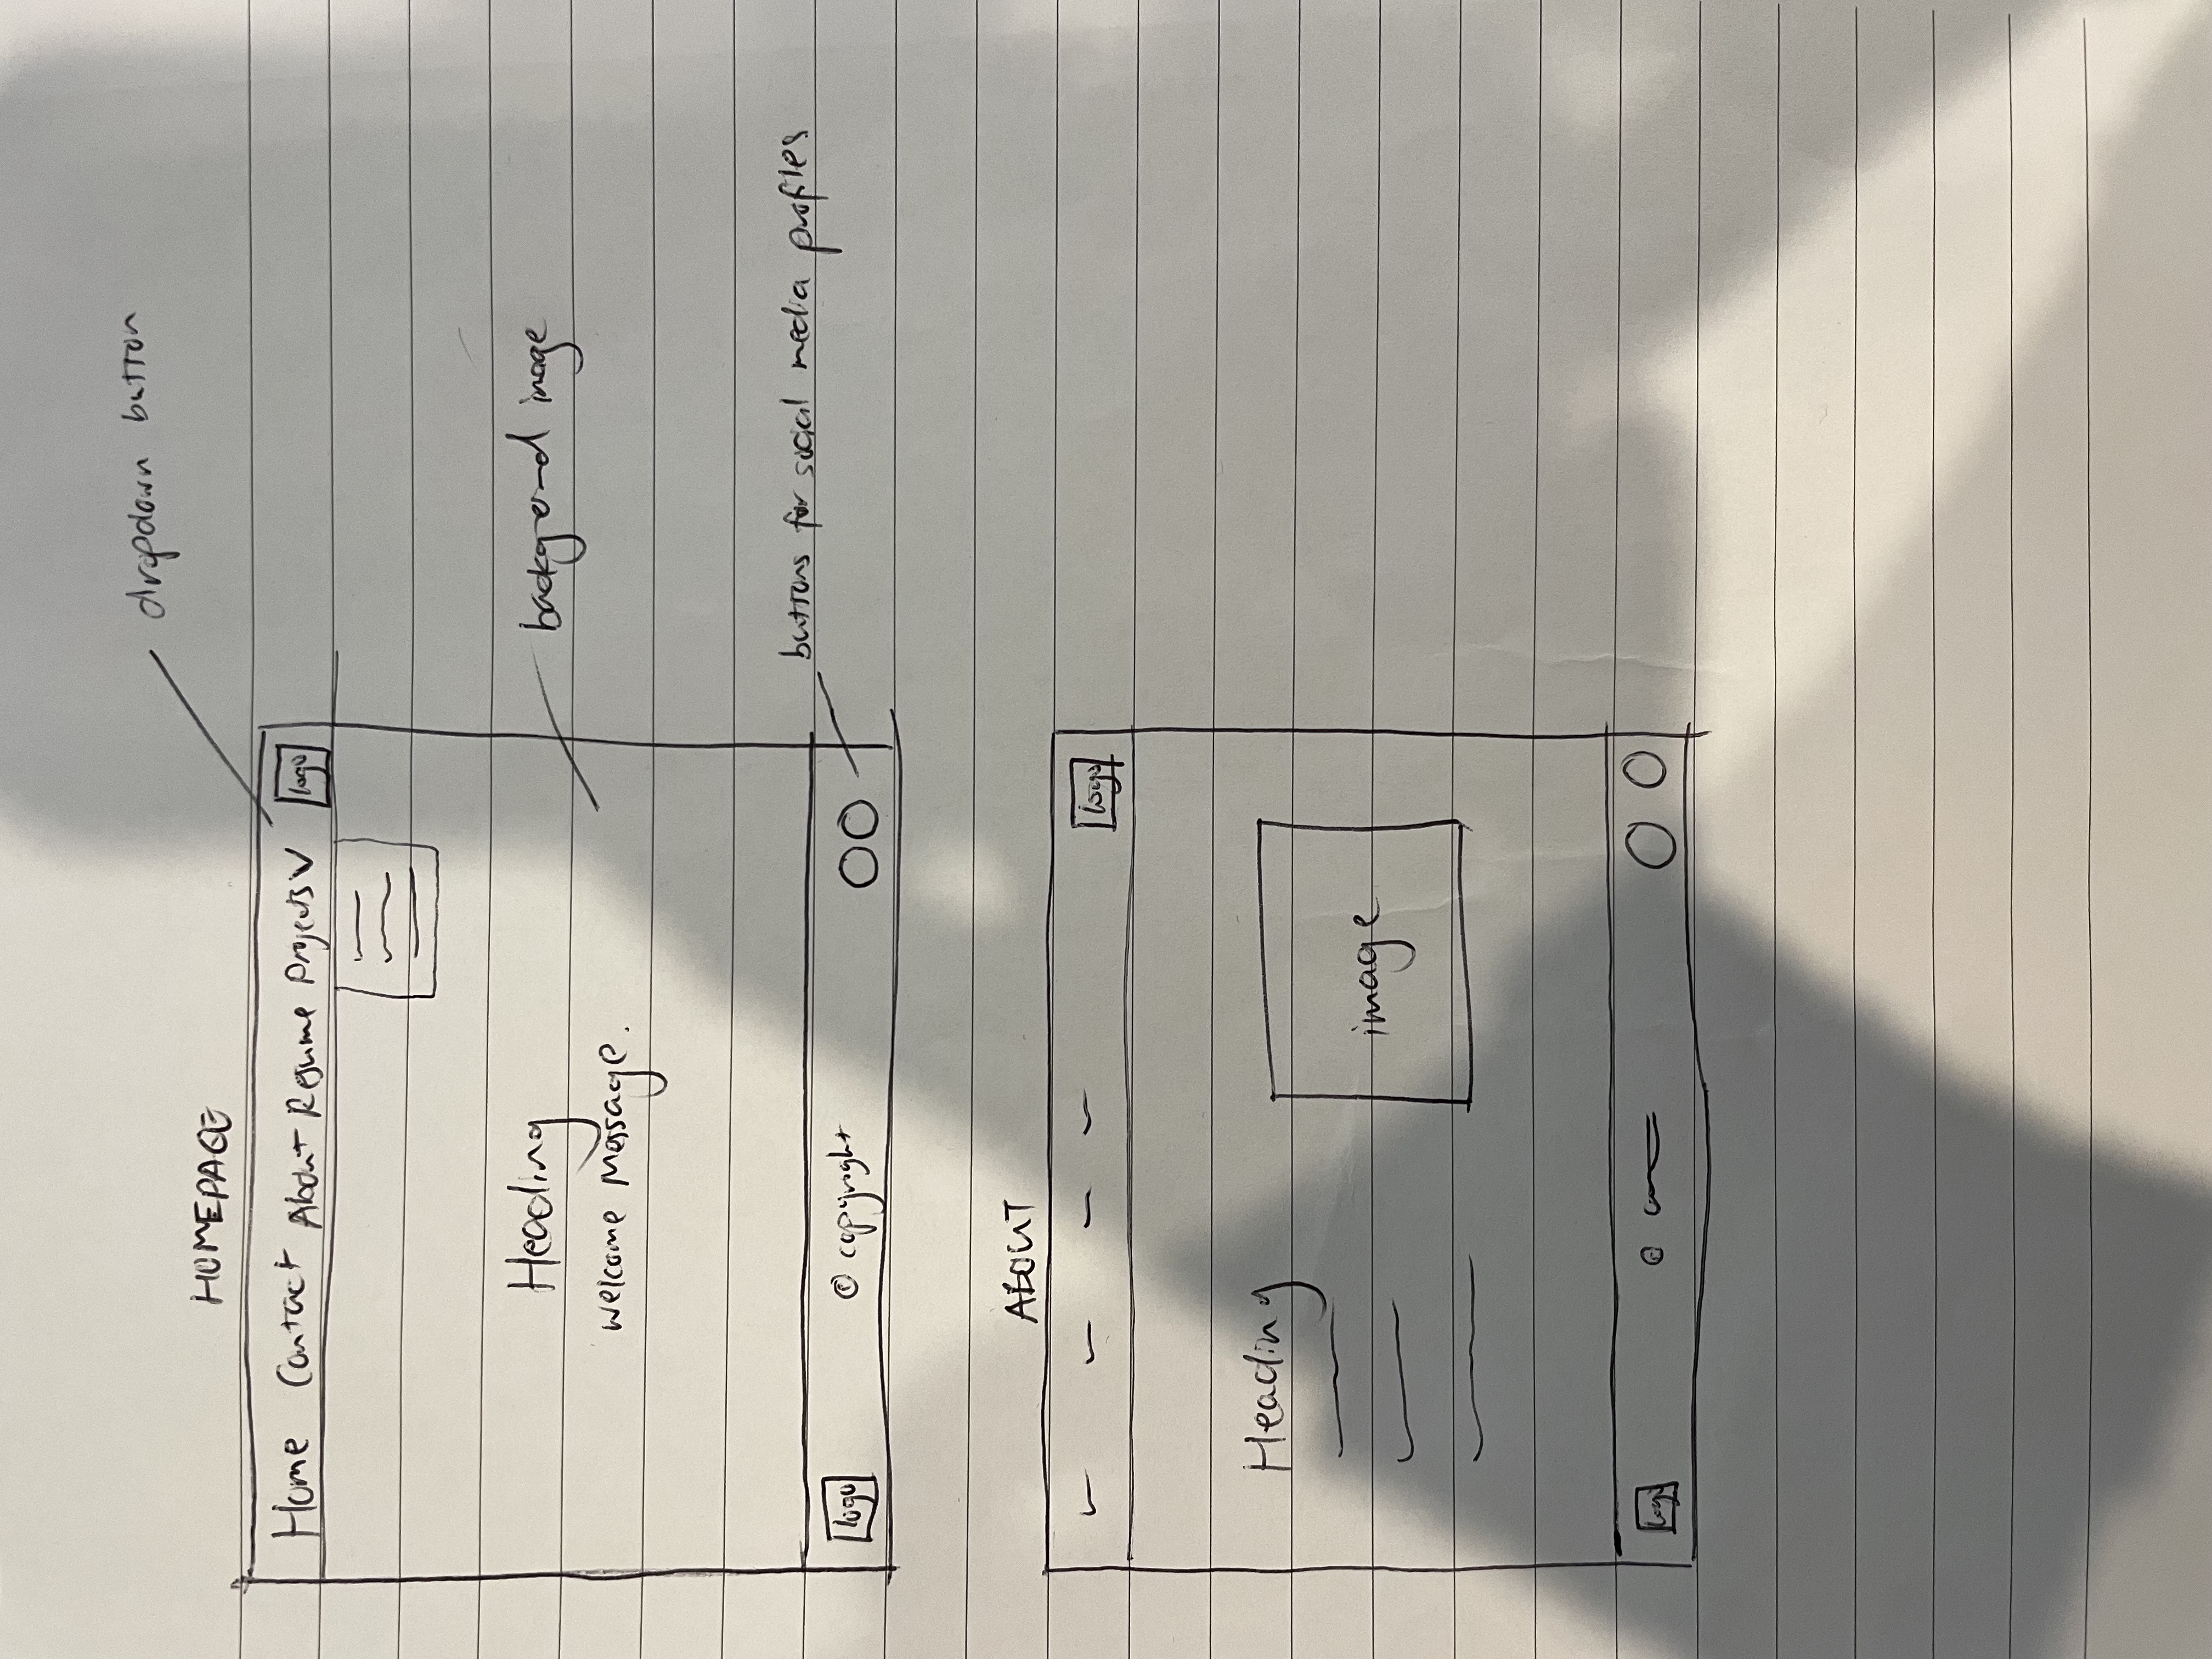 dropdown button
HOMEPAGE
Home Contact About Resume Projects
logo
Heading
background image
welcome message.
buttons for social media profiles
logo © copyright
ABOUT
logo
Heading
image
logo ©